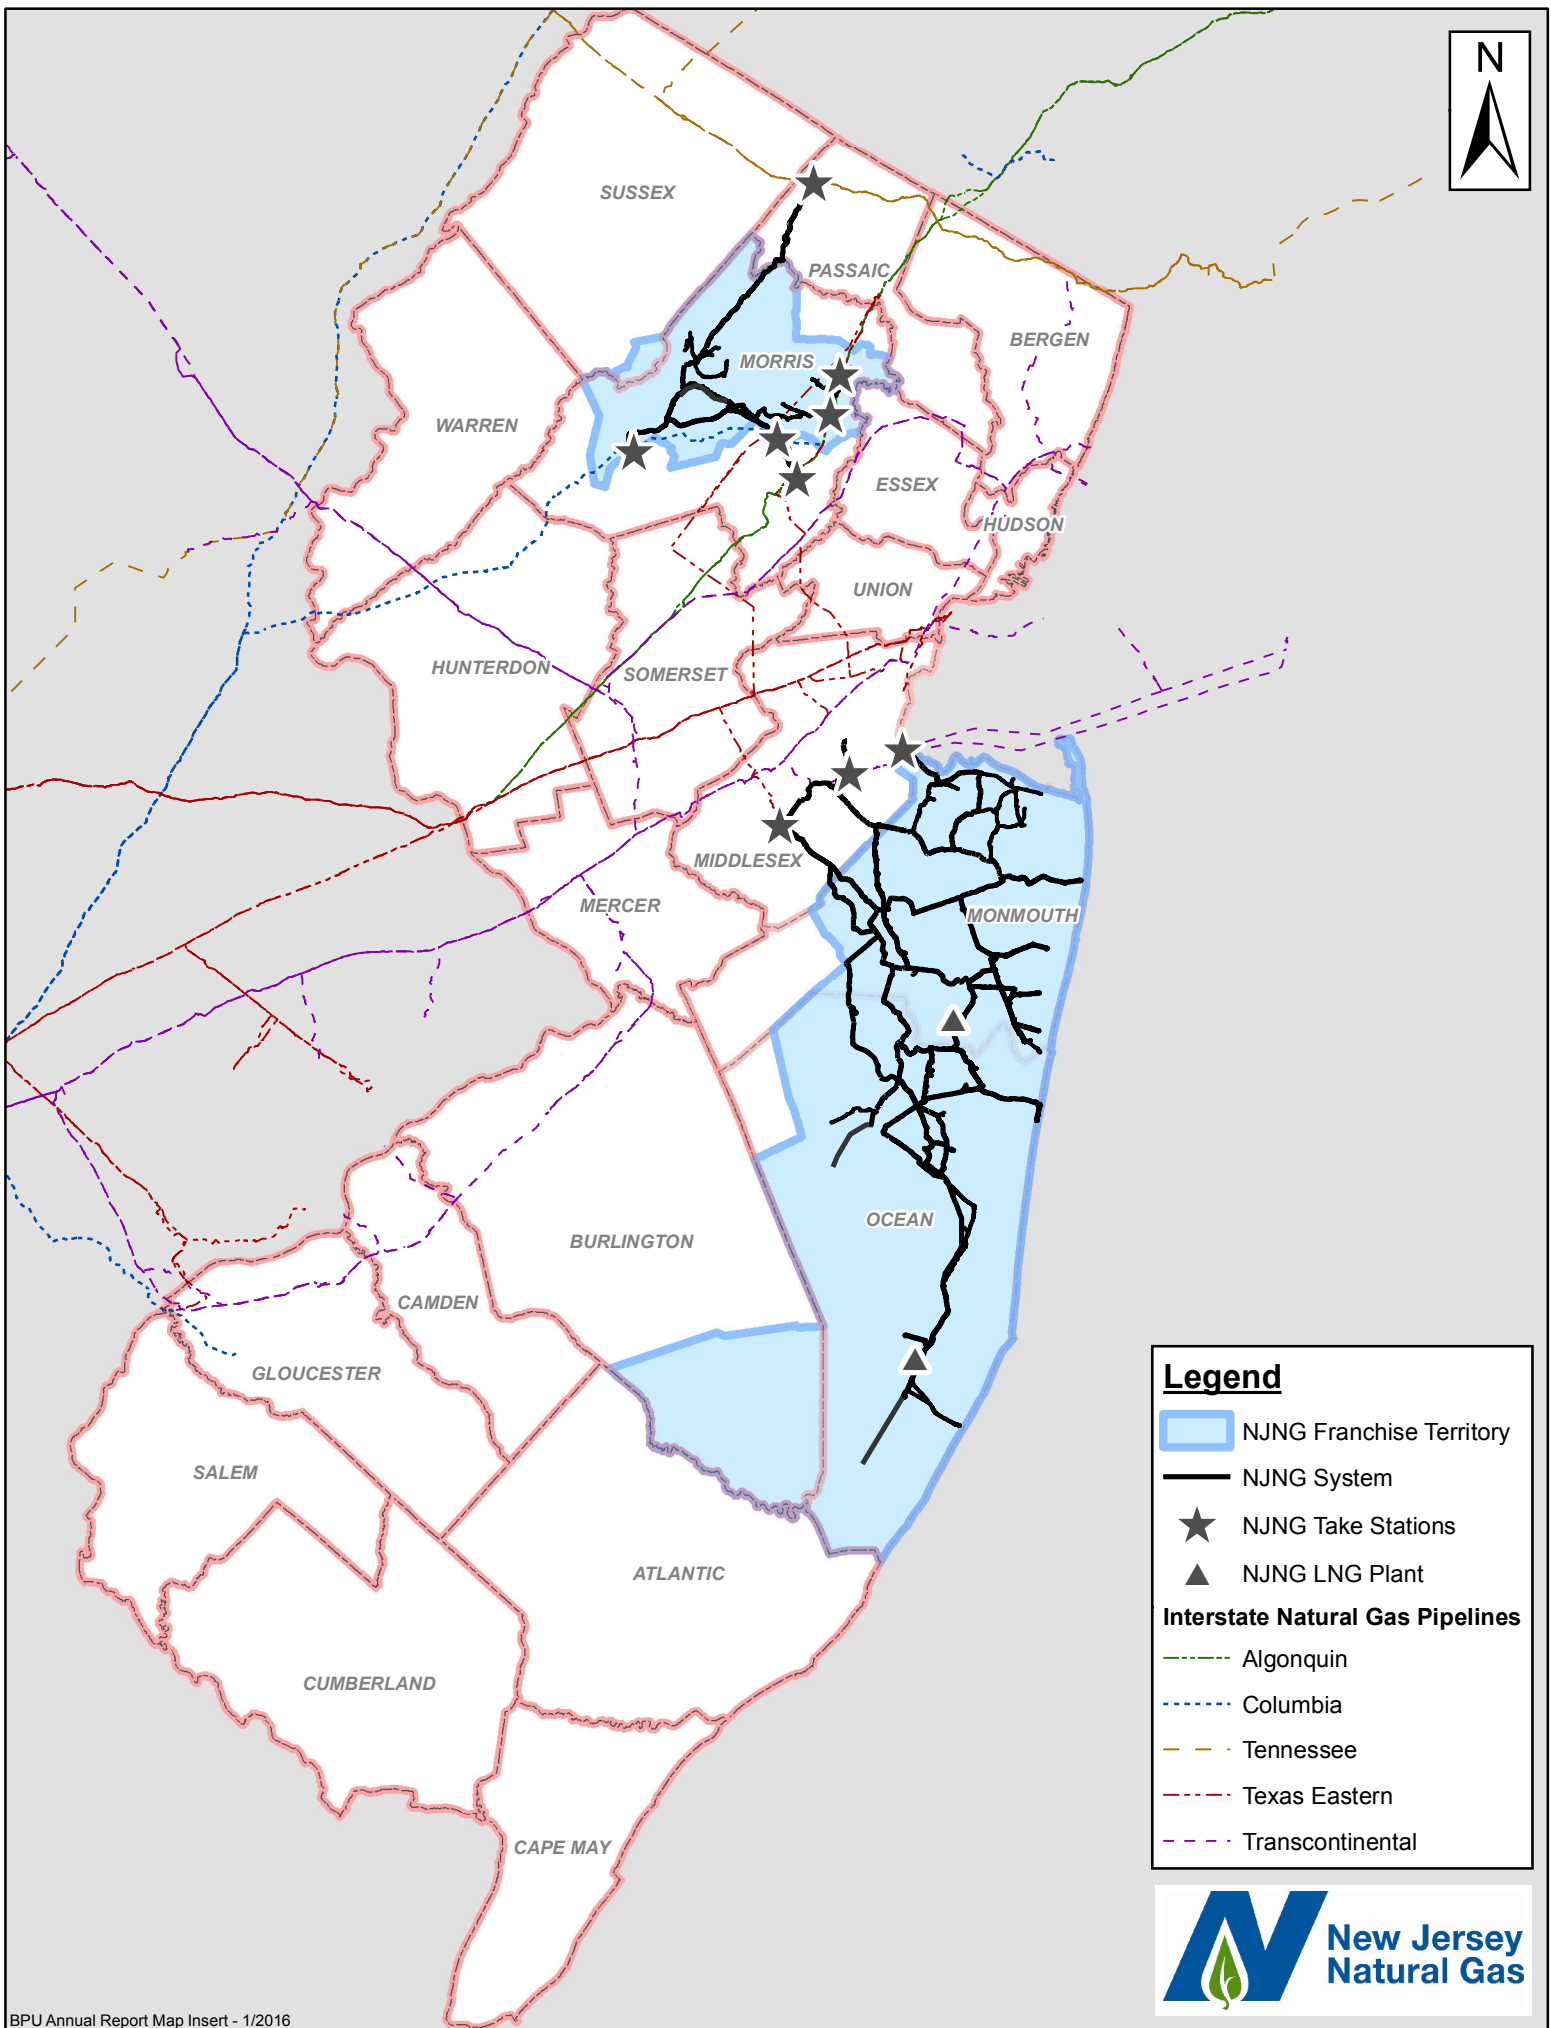 N
SUSSEX
PASSAIC
BERGEN
MORRIS
WARREN
ESSEX
HUDSON
UNION
HUNTERDON
SOMERSET
MIDDLESEX
MERCER
MONMOUTH
OCEAN
BURLINGTON
CAMDEN
GLOUCESTER
SALEM
ATLANTIC
CUMBERLAND
CAPE MAY
Legend
NJNG Franchise Territory
NJNG System
NJNG Take Stations
NJNG LNG Plant
Interstate Natural Gas Pipelines
Algonquin
Columbia
Tennessee
Texas Eastern
Transcontinental
New Jersey
Natural Gas
BPU Annual Report Map Insert - 1/2016